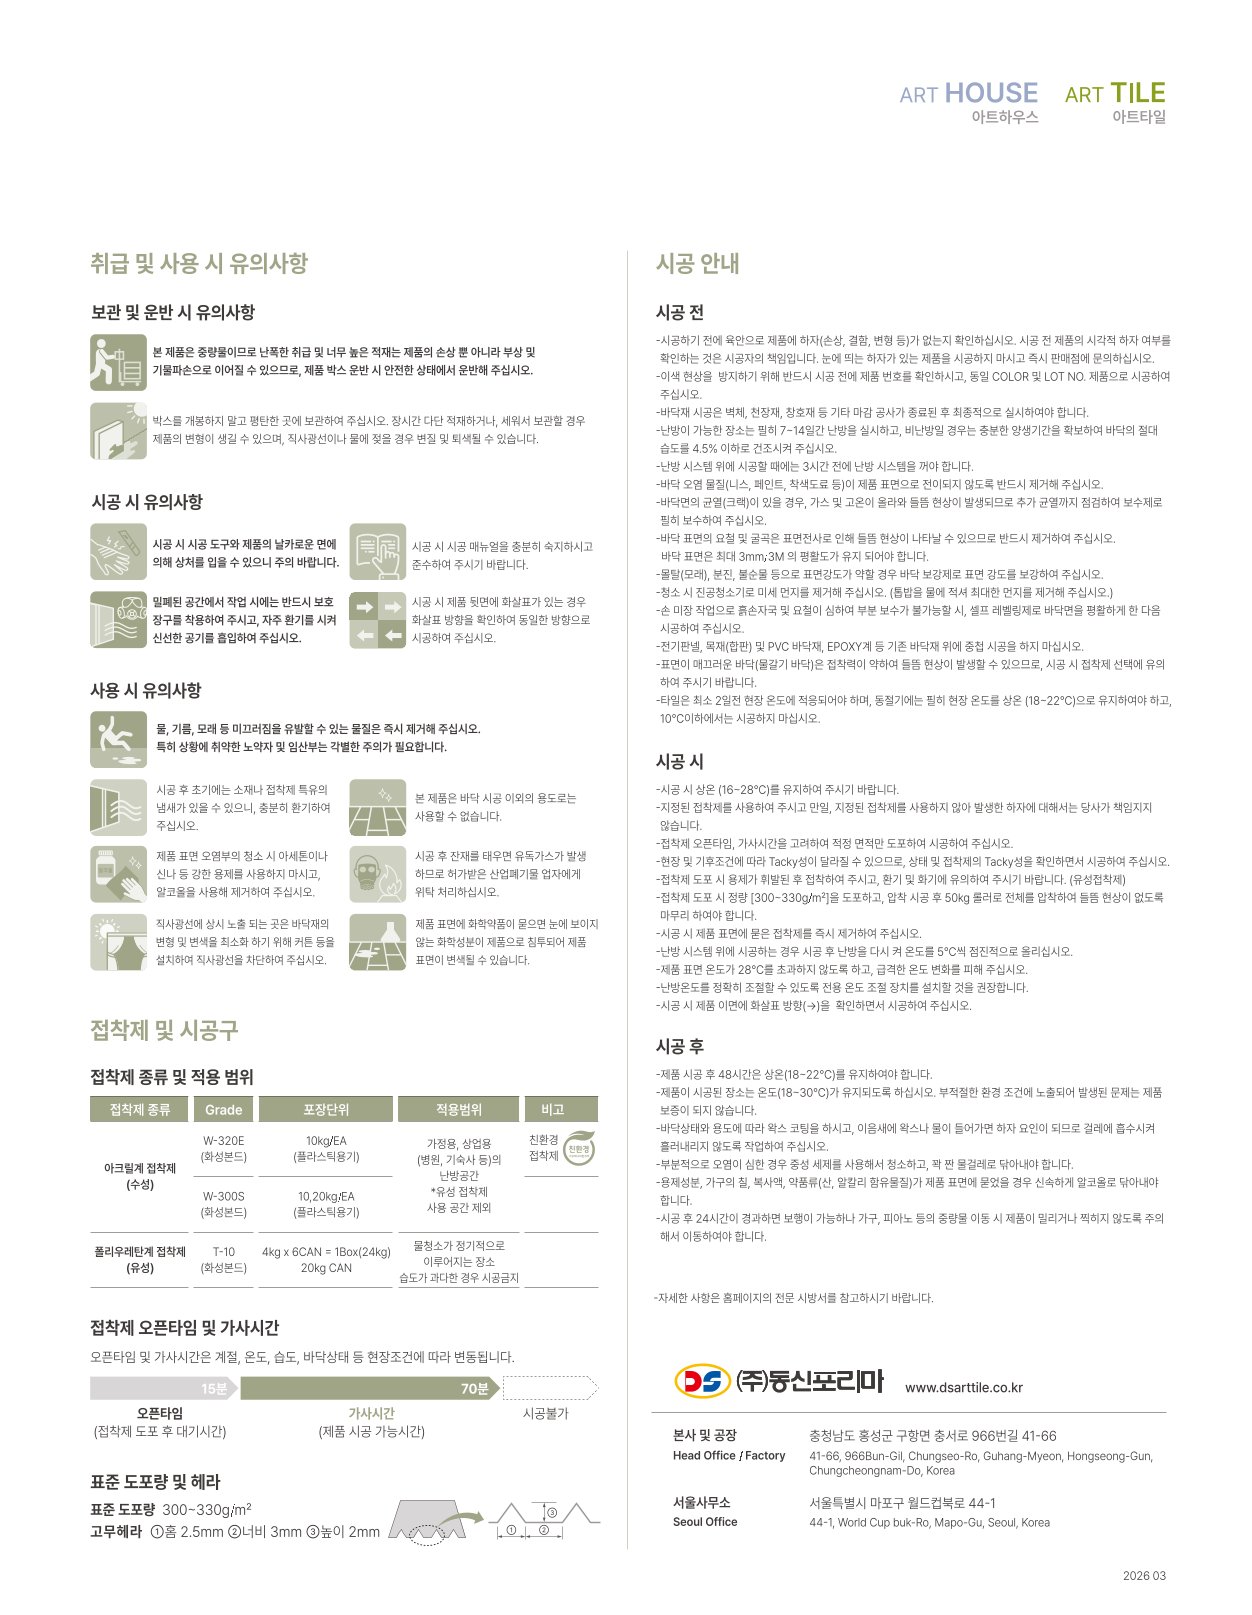 ART HOUSE
아트하우스
ART TILE
아트타일
취급 및 사용 시 유의사항
보관 및 운반 시 유의사항
본 제품은 중량물이므로 난폭한 취급 및 너무 높은 적재는 제품의 손상 뿐 아니라 부상 및
기물파손으로 이어질 수 있으므로, 제품 박스 운반 시 안전한 상태에서 운반해 주십시오.
박스를 개봉하지 말고 평탄한 곳에 보관하여 주십시오. 장시간 다단 적재하거나, 세워서 보관할 경우
제품의 변형이 생길 수 있으며, 직사광선이나 물에 젖을 경우 변질 및 퇴색될 수 있습니다.
시공 시 유의사항
시공 시 시공 도구와 제품의 날카로운 면에
의해 상처를 입을 수 있으니 주의 바랍니다.
시공 시 시공 매뉴얼을 충분히 숙지하시고
준수하여 주시기 바랍니다.
밀폐된 공간에서 작업 시에는 반드시 보호
장구를 착용하여 주시고, 자주 환기를 시켜
신선한 공기를 흡입하여 주십시오.
시공 시 제품 뒷면에 화살표가 있는 경우
화살표 방향을 확인하여 동일한 방향으로
시공하여 주십시오.
사용 시 유의사항
물, 기름, 모래 등 미끄러짐을 유발할 수 있는 물질은 즉시 제거해 주십시오.
특히 상황에 취약한 노약자 및 임산부는 각별한 주의가 필요합니다.
시공 후 초기에는 소재나 접착제 특유의
냄새가 있을 수 있으니, 충분히 환기하여
주십시오.
본 제품은 바닥 시공 이외의 용도로는
사용할 수 없습니다.
제품 표면 오염부의 청소 시 아세톤이나
신나 등 강한 용제를 사용하지 마시고,
알코올을 사용해 제거하여 주십시오.
시공 후 잔재를 태우면 유독가스가 발생
하므로 허가받은 산업폐기물 업자에게
위탁 처리하십시오.
직사광선에 상시 노출 되는 곳은 바닥재의
변형 및 변색을 최소화 하기 위해 커튼 등을
설치하여 직사광선을 차단하여 주십시오.
제품 표면에 화학약품이 묻으면 눈에 보이지
않는 화학성분이 제품으로 침투되어 제품
표면이 변색될 수 있습니다.
접착제 및 시공구
접착제 종류 및 적용 범위
접착제 종류 Grade 포장단위 적용범위 비고
아크릴계 접착제
(수성)
W-320E
(화성본드)
10kg/EA
(플라스틱용기)
W-300S
(화성본드)
10,20kg/EA
(플라스틱용기)
가정용, 상업용
(병원, 기숙사 등)의
난방공간
*유성 접착제
사용 공간 제외
친환경
접착제
친환경
폴리우레탄계 접착제
(유성)
T-10
(화성본드)
4kg x 6CAN = 1Box(24kg)
20kg CAN
물청소가 정기적으로
이루어지는 장소
습도가 과다한 경우 시공금지
접착제 오픈타임 및 가사시간
오픈타임 및 가사시간은 계절, 온도, 습도, 바닥상태 등 현장조건에 따라 변동됩니다.
15분 70분
오픈타임
(접착제 도포 후 대기시간)
가사시간
(제품 시공 가능시간)
시공불가
표준 도포량 및 헤라
표준 도포량 300~330g/m²
고무헤라 ①홈 2.5mm ②너비 3mm ③높이 2mm
① ② ③
시공 안내
시공 전
-시공하기 전에 육안으로 제품에 하자(손상, 결함, 변형 등)가 없는지 확인하십시오. 시공 전 제품의 시각적 하자 여부를
확인하는 것은 시공자의 책임입니다. 눈에 띄는 하자가 있는 제품을 시공하지 마시고 즉시 판매점에 문의하십시오.
-이색 현상을 방지하기 위해 반드시 시공 전에 제품 번호를 확인하시고, 동일 COLOR 및 LOT NO. 제품으로 시공하여
주십시오.
-바닥재 시공은 벽체, 천장재, 창호재 등 기타 마감 공사가 종료된 후 최종적으로 실시하여야 합니다.
-난방이 가능한 장소는 필히 7~14일간 난방을 실시하고, 비난방일 경우는 충분한 양생기간을 확보하여 바닥의 절대
습도를 4.5% 이하로 건조시켜 주십시오.
-난방 시스템 위에 시공할 때에는 3시간 전에 난방 시스템을 꺼야 합니다.
-바닥 오염 물질(니스, 페인트, 착색도료 등)이 제품 표면으로 전이되지 않도록 반드시 제거해 주십시오.
-바닥면의 균열(크랙)이 있을 경우, 가스 및 고온이 올라와 들뜸 현상이 발생되므로 추가 균열까지 점검하여 보수제로
필히 보수하여 주십시오.
-바닥 표면의 요철 및 굴곡은 표면전사로 인해 들뜸 현상이 나타날 수 있으므로 반드시 제거하여 주십시오.
바닥 표면은 최대 3mm/3M 의 평활도가 유지 되어야 합니다.
-몰탈(모래), 분진, 불순물 등으로 표면강도가 약할 경우 바닥 보강제로 표면 강도를 보강하여 주십시오.
-청소 시 진공청소기로 미세 먼지를 제거해 주십시오. (톱밥을 물에 적셔 최대한 먼지를 제거해 주십시오.)
-손 미장 작업으로 흙손자국 및 요철이 심하여 부분 보수가 불가능할 시, 셀프 레벨링제로 바닥면을 평활하게 한 다음
시공하여 주십시오.
-전기판넬, 목재(합판) 및 PVC 바닥재, EPOXY계 등 기존 바닥재 위에 중첩 시공을 하지 마십시오.
-표면이 매끄러운 바닥(물갈기 바닥)은 접착력이 약하여 들뜸 현상이 발생할 수 있으므로, 시공 시 접착제 선택에 유의
하여 주시기 바랍니다.
-타일은 최소 2일전 현장 온도에 적응되어야 하며, 동절기에는 필히 현장 온도를 상온 (18~22℃)으로 유지하여야 하고,
10℃이하에서는 시공하지 마십시오.
시공 시
-시공 시 상온 (16~28℃)를 유지하여 주시기 바랍니다.
-지정된 접착제를 사용하여 주시고 만일, 지정된 접착제를 사용하지 않아 발생한 하자에 대해서는 당사가 책임지지
않습니다.
-접착제 오픈타임, 가사시간을 고려하여 적정 면적만 도포하여 시공하여 주십시오.
-현장 및 기후조건에 따라 Tacky성이 달라질 수 있으므로, 상태 및 접착제의 Tacky성을 확인하면서 시공하여 주십시오.
-접착제 도포 시 용제가 휘발된 후 접착하여 주시고, 환기 및 화기에 유의하여 주시기 바랍니다. (유성접착제)
-접착제 도포 시 정량 [300~330g/m²]을 도포하고, 압착 시공 후 50kg 롤러로 전체를 압착하여 들뜸 현상이 없도록
마무리 하여야 합니다.
-시공 시 제품 표면에 묻은 접착제를 즉시 제거하여 주십시오.
-난방 시스템 위에 시공하는 경우 시공 후 난방을 다시 켜 온도를 5℃씩 점진적으로 올리십시오.
-제품 표면 온도가 28℃를 초과하지 않도록 하고, 급격한 온도 변화를 피해 주십시오.
-난방온도를 정확히 조절할 수 있도록 전용 온도 조절 장치를 설치할 것을 권장합니다.
-시공 시 제품 이면에 화살표 방향(→)을 확인하면서 시공하여 주십시오.
시공 후
-제품 시공 후 48시간은 상온(18~22℃)를 유지하여야 합니다.
-제품이 시공된 장소는 온도(18~30℃)가 유지되도록 하십시오. 부적절한 환경 조건에 노출되어 발생된 문제는 제품
보증이 되지 않습니다.
-바닥상태와 용도에 따라 왁스 코팅을 하시고, 이음새에 왁스나 물이 들어가면 하자 요인이 되므로 걸레에 흡수시켜
흘러내리지 않도록 작업하여 주십시오.
-부분적으로 오염이 심한 경우 중성 세제를 사용해서 청소하고, 꽉 짠 물걸레로 닦아내야 합니다.
-용제성분, 가구의 칠, 복사액, 약품류(산, 알칼리 함유물질)가 제품 표면에 묻었을 경우 신속하게 알코올로 닦아내야
합니다.
-시공 후 24시간이 경과하면 보행이 가능하나 가구, 피아노 등의 중량물 이동 시 제품이 밀리거나 찍히지 않도록 주의
해서 이동하여야 합니다.
-자세한 사항은 홈페이지의 전문 시방서를 참고하시기 바랍니다.
DS (주)동신포리마 www.dsarttile.co.kr
본사 및 공장 충청남도 홍성군 구항면 충서로 966번길 41-66
Head Office / Factory 41-66, 966Bun-Gil, Chungseo-Ro, Guhang-Myeon, Hongseong-Gun,
Chungcheongnam-Do, Korea
서울사무소 서울특별시 마포구 월드컵북로 44-1
Seoul Office 44-1, World Cup buk-Ro, Mapo-Gu, Seoul, Korea
2026 03